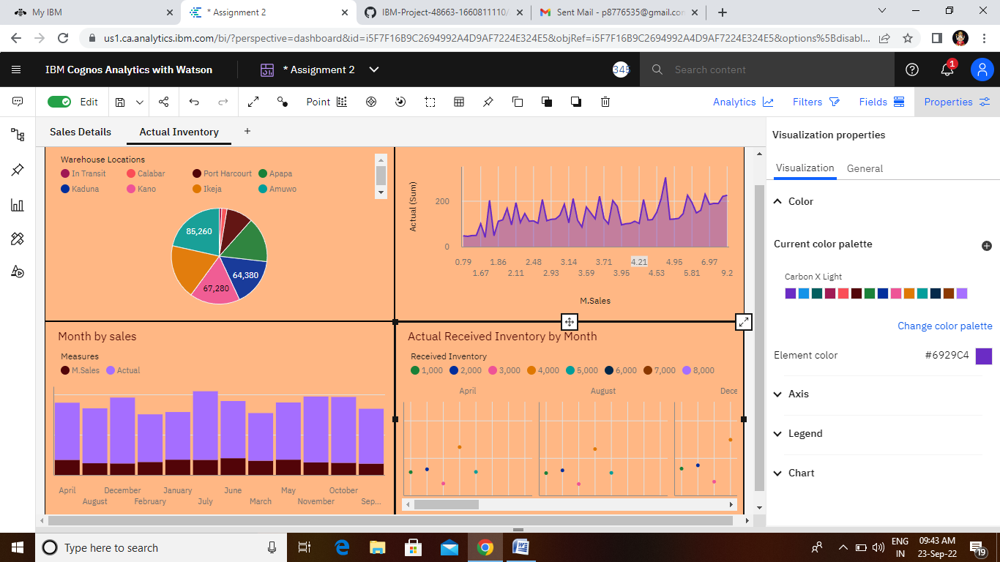 My IBM
* Assignment 2
IBM-Project-48663-1660811110/
Sent Mail - p8776535@gmail.com
us1.ca.analytics.ibm.com/bi/?perspective=dashboard&id=i5F7F16B9C2694992A4D9AF7224E324E5&objRef=i5F7F16B9C2694992A4D9AF7224E324E5&options%5Bdisabl...
IBM Cognos Analytics with Watson
* Assignment 2
345
Search content
1
Edit
Point
Analytics
Filters
Fields
Properties
Sales Details
Actual Inventory
Warehouse Locations
In Transit Calabar Port Harcourt Apapa
Kaduna Kano Ikeja Amuwo
85,260
64,380
67,280
Actual (Sum)
200
0
0.79 1.86 2.48 3.14 3.71 4.21 4.95 6.97
1.67 2.11 2.93 3.59 3.95 4.53 5.81 9.2
M.Sales
Month by sales
Measures
M.Sales Actual
April December January June May October
August February July March November Sep...
Actual Received Inventory by Month
Received Inventory
1,000 2,000 3,000 4,000 5,000 6,000 7,000 8,000
April August Dece
Visualization properties
Visualization General
Color
Current color palette
Carbon X Light
Change color palette
Element color #6929C4
Axis
Legend
Chart
Type here to search
ENG
IN
09:43 AM
23-Sep-22
19